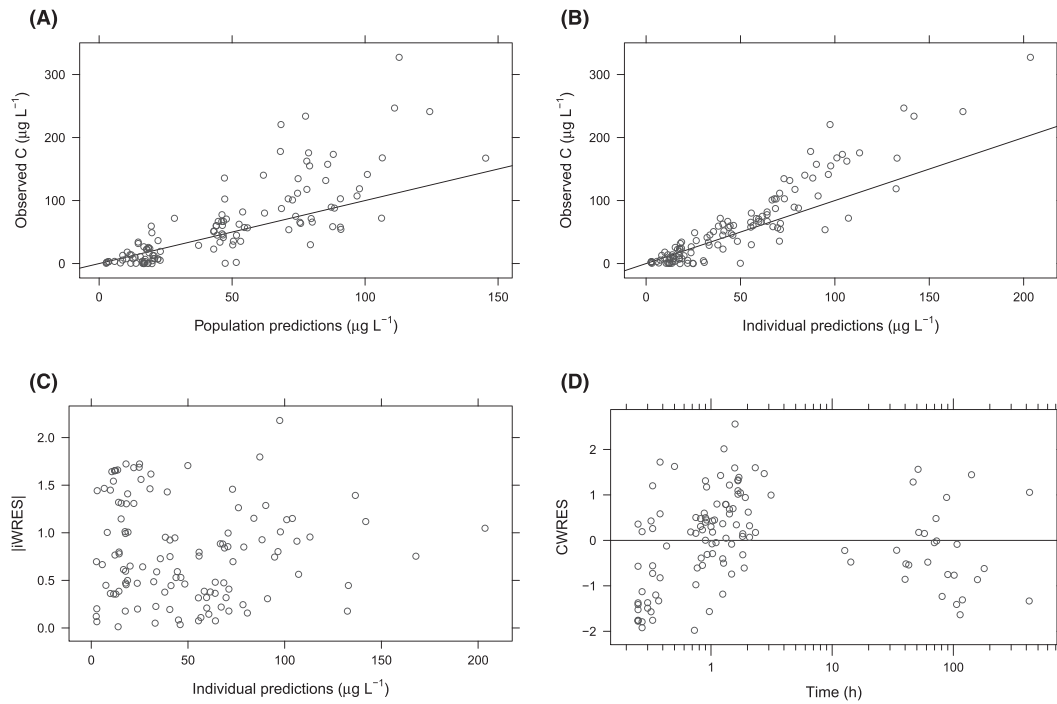 (A)
300
200
100
0
Observed C (μg L⁻¹)
0
50
100
150
Population predictions (μg L⁻¹)
(B)
300
200
100
0
Observed C (μg L⁻¹)
0
50
100
150
200
Individual predictions (μg L⁻¹)
(C)
2.0
1.5
1.0
0.5
0.0
|iWRES|
0
50
100
150
200
Individual predictions (μg L⁻¹)
(D)
2
1
0
−1
−2
CWRES
1
10
100
Time (h)